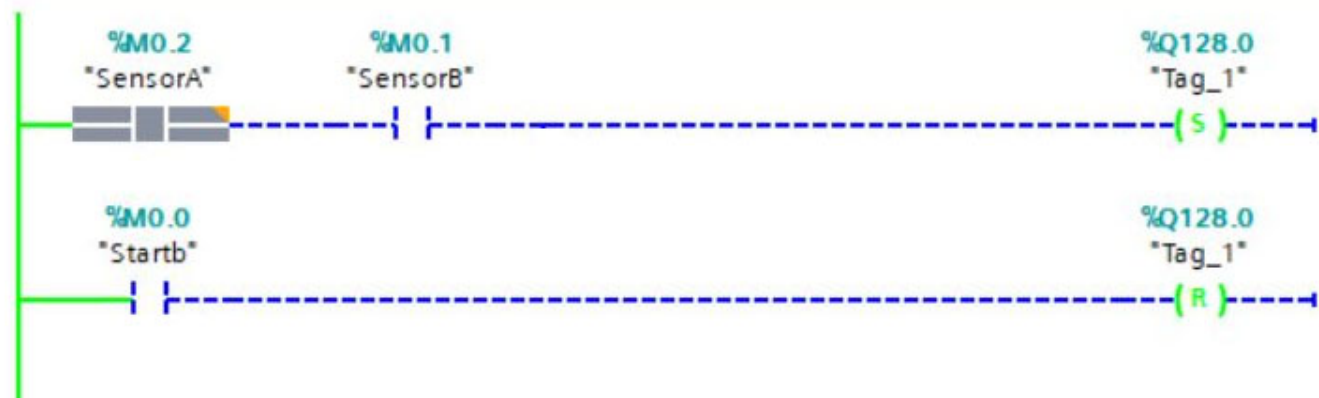 %M0.2 %M0.1 %Q128.0
"SensorA" "SensorB" "Tag_1"
S
%M0.0 %Q128.0
"Startb" "Tag_1"
R